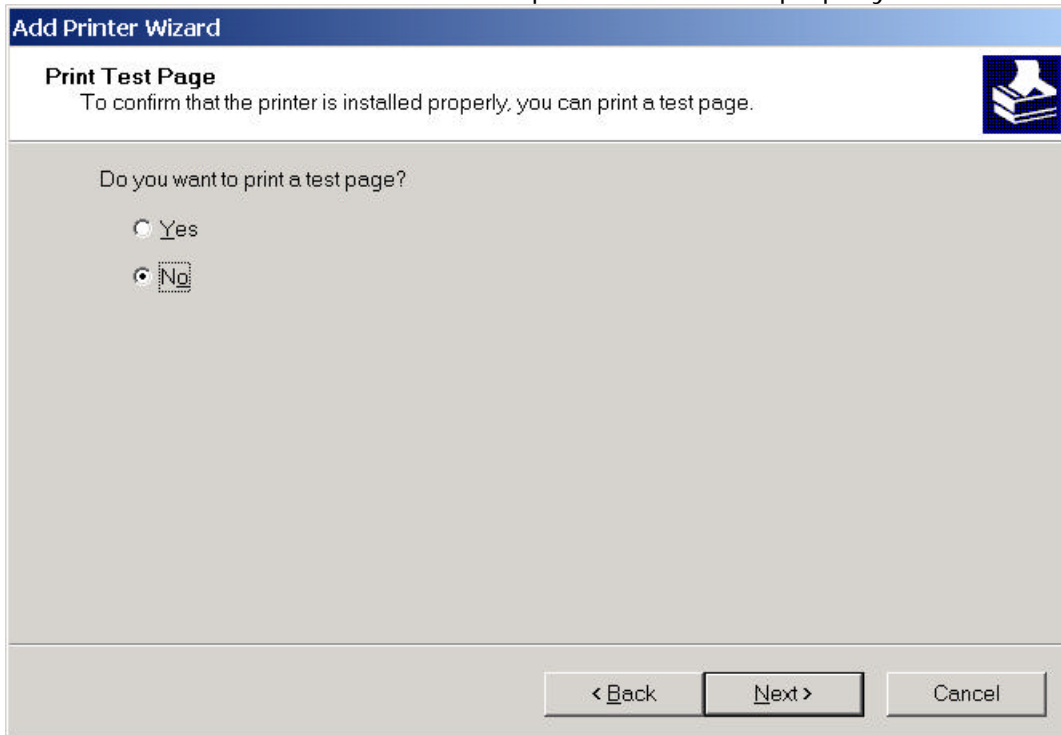 Add Printer Wizard
Print Test Page
To confirm that the printer is installed properly, you can print a test page.
Do you want to print a test page?
Yes
No
< Back Next > Cancel